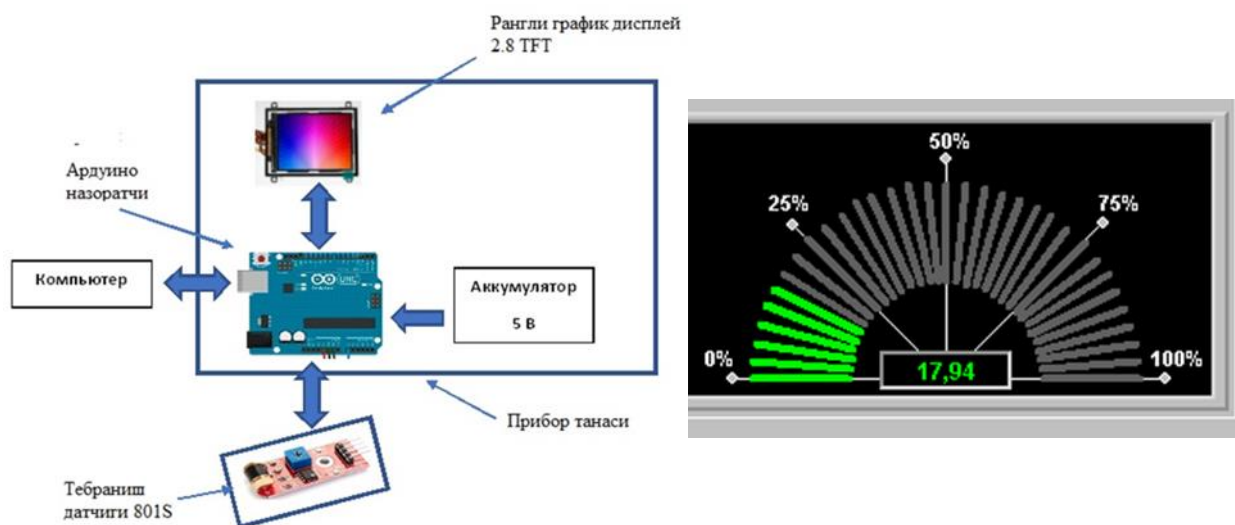 Рангли график дисплей
2.8 TFT
Ардуино
назоратчи
Компьютер
Аккумулятор
5 В
UNO
Прибор танаси
Тебраниш
датчиги 801S
50%
25%
75%
0%
100%
17,94